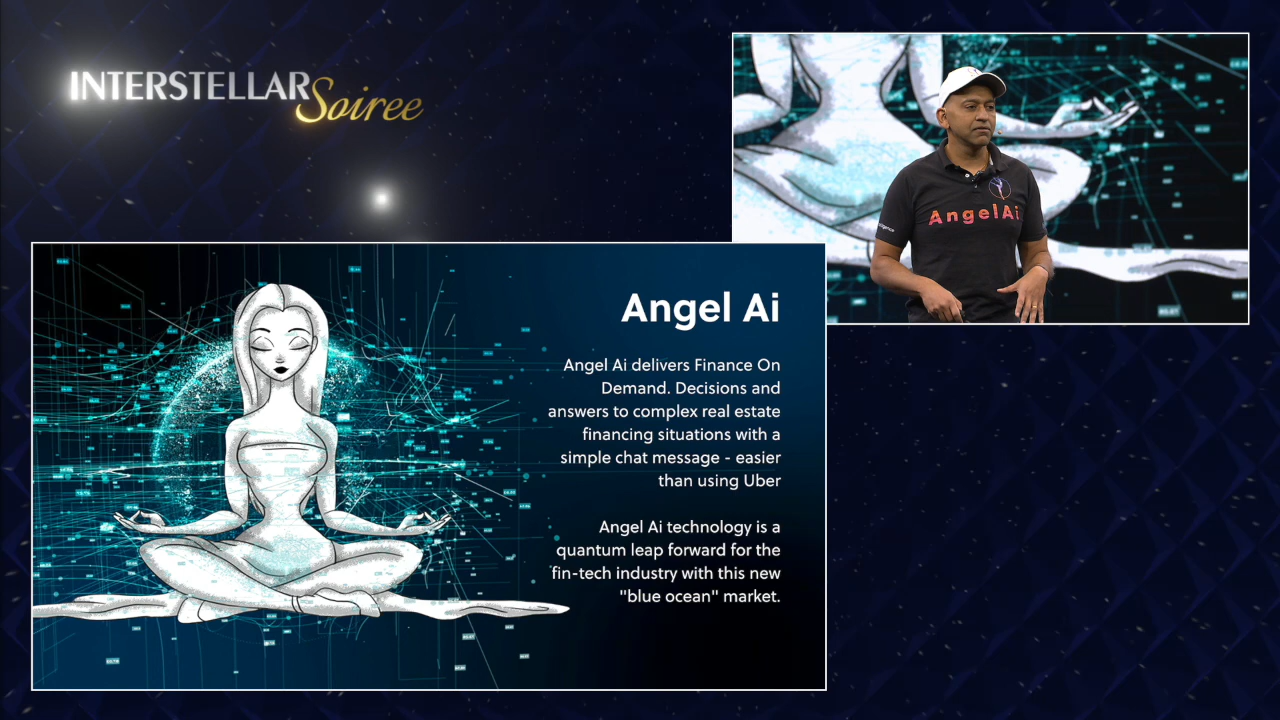 INTERSTELLAR Soiree
AngelAi
Angel Ai
Angel Ai delivers Finance On
Demand. Decisions and
answers to complex real estate
financing situations with a
simple chat message - easier
than using Uber
Angel Ai technology is a
quantum leap forward for the
fin-tech industry with this new
"blue ocean" market.